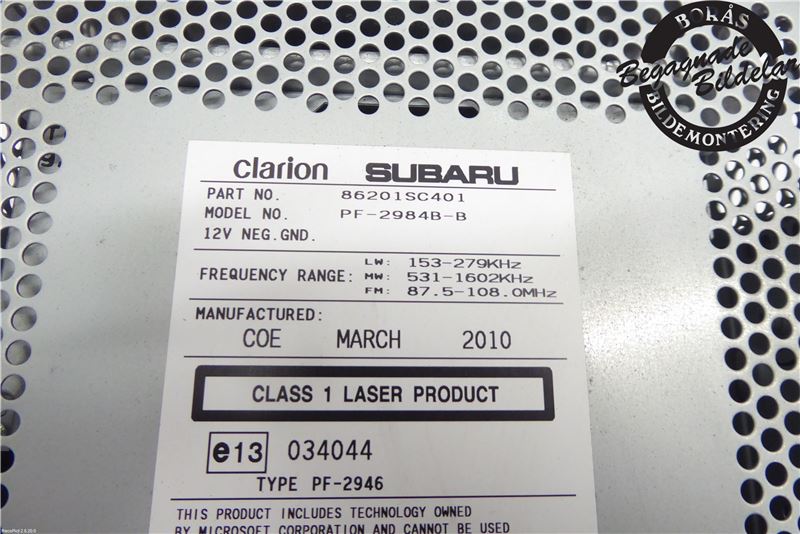 BORÅS
Begagnade Bildelar
BILDEMONTERING
clarion SUBARU
PART NO. 86201SC401
MODEL NO. PF-2984B-B
12V NEG.GND.
FREQUENCY RANGE: LW: 153-279KHz
MW: 531-1602KHz
FM: 87.5-108.0MHz
MANUFACTURED:
COE MARCH 2010
CLASS 1 LASER PRODUCT
e13 034044
TYPE PF-2946
THIS PRODUCT INCLUDES TECHNOLOGY OWNED
BY MICROSOFT CORPORATION AND CANNOT BE USED